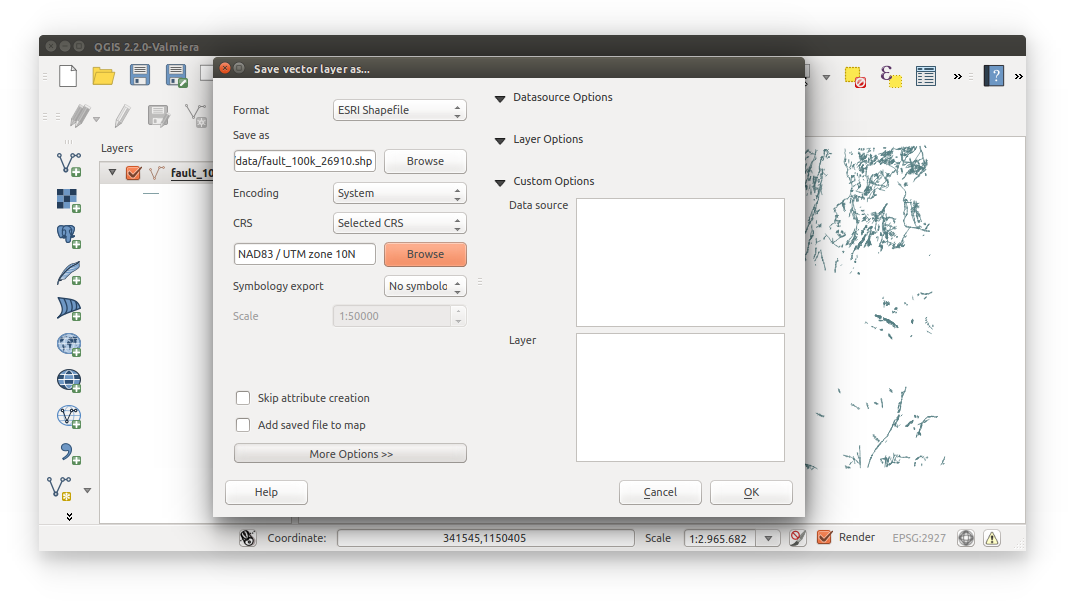 QGIS 2.2.0-Valmiera
Save vector layer as...
Format
ESRI Shapefile
Save as
data/fault_100k_26910.shp
Browse
Encoding
System
CRS
Selected CRS
NAD83 / UTM zone 10N
Browse
Symbology export
No symbolo
Scale
1:50000
Skip attribute creation
Add saved file to map
More Options >>
Datasource Options
Layer Options
Custom Options
Data source
Layer
Help
Cancel
OK
Layers
fault_10
Coordinate:
341545,1150405
Scale
1:2.965.682
Render
EPSG:2927